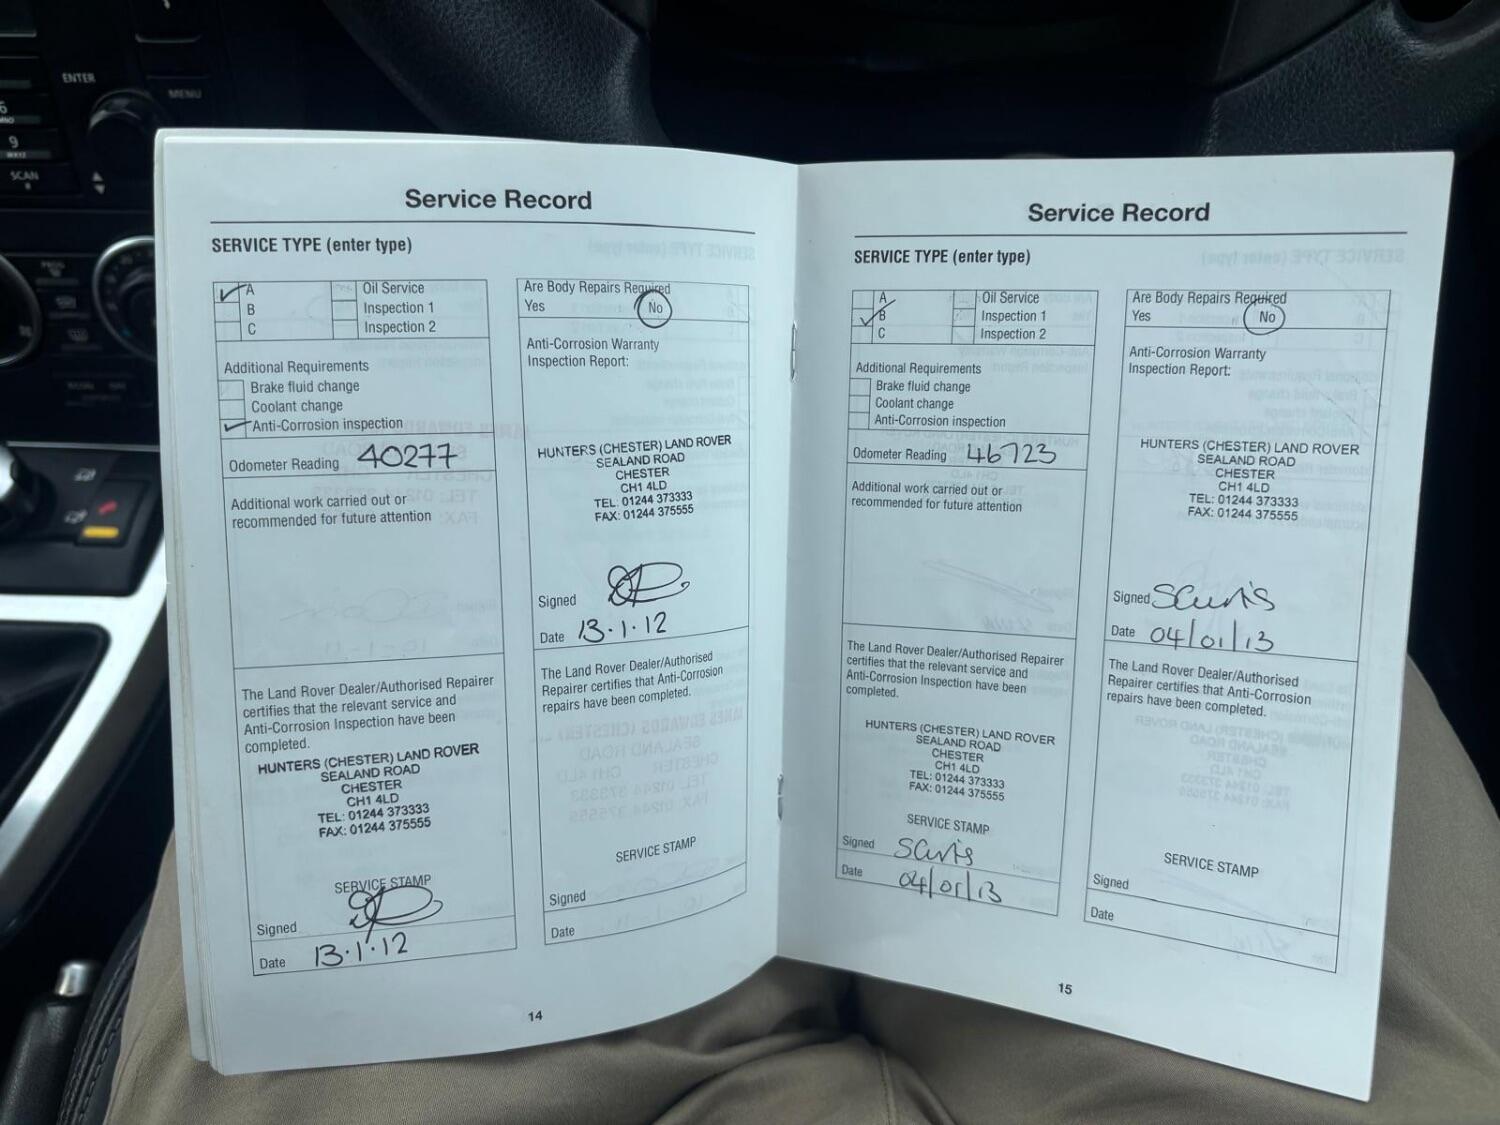 ENTER
MENU
6
MNO
9
WXYZ
SCAN
Service Record
SERVICE TYPE (enter type)
A
B
C
Oil Service
Inspection 1
Inspection 2
Additional Requirements
Brake fluid change
Coolant change
Anti-Corrosion inspection
Odometer Reading 40277
Additional work carried out or
recommended for future attention
The Land Rover Dealer/Authorised Repairer
certifies that the relevant service and
Anti-Corrosion Inspection have been
completed.
HUNTERS (CHESTER) LAND ROVER
SEALAND ROAD
CHESTER
CH1 4LD
TEL: 01244 373333
FAX: 01244 375555
SERVICE STAMP
Signed
Date 13.1.12
Are Body Repairs Required
Yes No
Anti-Corrosion Warranty
Inspection Report:
HUNTERS (CHESTER) LAND ROVER
SEALAND ROAD
CHESTER
CH1 4LD
TEL: 01244 373333
FAX: 01244 375555
Signed
Date 13.1.12
The Land Rover Dealer/Authorised
Repairer certifies that Anti-Corrosion
repairs have been completed.
SERVICE STAMP
Signed
Date
14
Service Record
SERVICE TYPE (enter type)
A
B
C
Oil Service
Inspection 1
Inspection 2
Additional Requirements
Brake fluid change
Coolant change
Anti-Corrosion inspection
Odometer Reading 46723
Additional work carried out or
recommended for future attention
The Land Rover Dealer/Authorised Repairer
certifies that the relevant service and
Anti-Corrosion Inspection have been
completed.
HUNTERS (CHESTER) LAND ROVER
SEALAND ROAD
CHESTER
CH1 4LD
TEL: 01244 373333
FAX: 01244 375555
SERVICE STAMP
Signed SCurtis
Date 04/01/13
Are Body Repairs Required
Yes No
Anti-Corrosion Warranty
Inspection Report:
HUNTERS (CHESTER) LAND ROVER
SEALAND ROAD
CHESTER
CH1 4LD
TEL: 01244 373333
FAX: 01244 375555
Signed SCurtis
Date 04/01/13
The Land Rover Dealer/Authorised
Repairer certifies that Anti-Corrosion
repairs have been completed.
SERVICE STAMP
Signed
Date
15